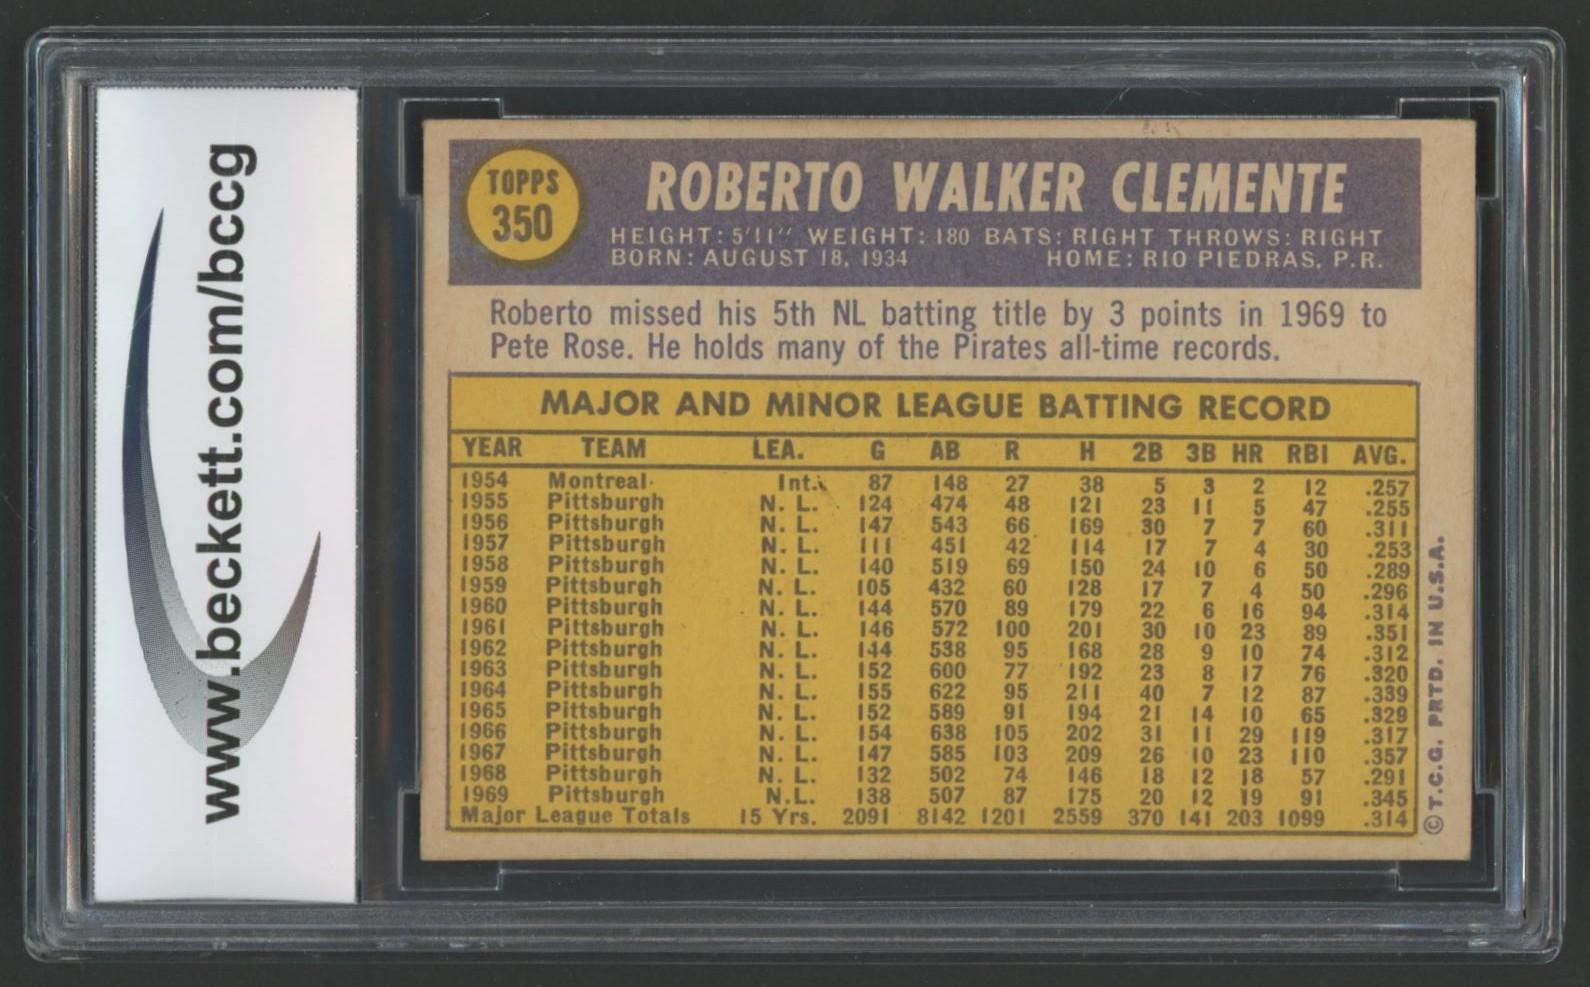 www.beckett.com/bccg
TOPPS
350
ROBERTO WALKER CLEMENTE
HEIGHT: 5'11" WEIGHT: 180 BATS: RIGHT THROWS: RIGHT
BORN: AUGUST 18, 1934 HOME: RIO PIEDRAS, P.R.
Roberto missed his 5th NL batting title by 3 points in 1969 to
Pete Rose. He holds many of the Pirates all-time records.
MAJOR AND MINOR LEAGUE BATTING RECORD
YEAR TEAM LEA. G AB R H 2B 3B HR RBI AVG.
1954 Montreal Int. 87 148 27 38 5 3 2 12 .257
1955 Pittsburgh N. L. 124 474 48 121 23 11 5 47 .255
1956 Pittsburgh N. L. 147 543 66 169 30 7 7 60 .311
1957 Pittsburgh N. L. 111 451 42 114 17 7 4 30 .253
1958 Pittsburgh N. L. 140 519 69 150 24 10 6 50 .289
1959 Pittsburgh N. L. 105 432 60 128 17 7 4 50 .296
1960 Pittsburgh N. L. 144 570 89 179 22 6 16 94 .314
1961 Pittsburgh N. L. 146 572 100 201 30 10 23 89 .351
1962 Pittsburgh N. L. 144 538 95 168 28 9 10 74 .312
1963 Pittsburgh N. L. 152 600 77 192 23 8 17 76 .320
1964 Pittsburgh N. L. 155 622 95 211 40 7 12 87 .339
1965 Pittsburgh N. L. 152 589 91 194 21 14 10 65 .329
1966 Pittsburgh N. L. 154 638 105 202 31 11 29 119 .317
1967 Pittsburgh N. L. 147 585 103 209 26 10 23 110 .357
1968 Pittsburgh N. L. 132 502 74 146 18 12 18 57 .291
1969 Pittsburgh N.L. 138 507 87 175 20 12 19 91 .345
Major League Totals 15 Yrs. 2091 8142 1201 2559 370 141 203 1099 .314
© T.C.G. PRTD. IN U.S.A.